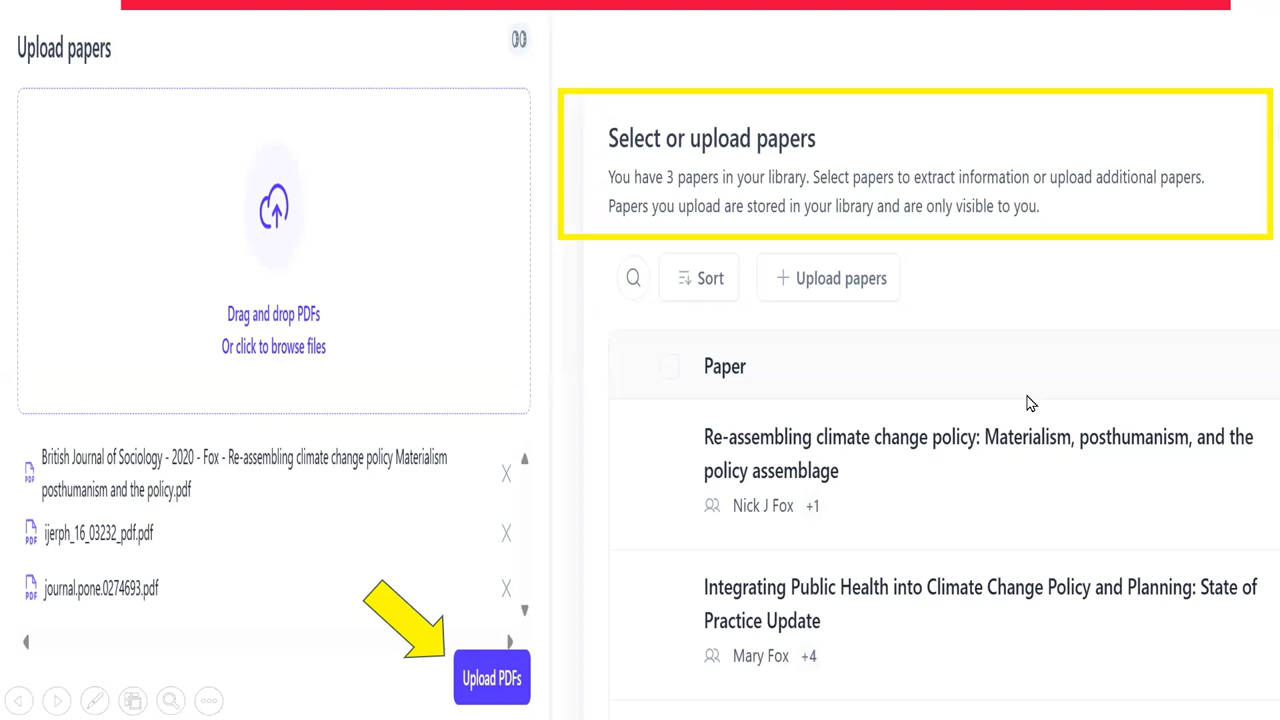 Upload papers
Drag and drop PDFs
Or click to browse files
British Journal of Sociology - 2020 - Fox - Re-assembling climate change policy Materialism
posthumanism and the policy.pdf
PDF
ijerph_16_03232_pdf.pdf
PDF
journal.pone.0274693.pdf
PDF
Upload PDFs
Select or upload papers
You have 3 papers in your library. Select papers to extract information or upload additional papers.
Papers you upload are stored in your library and are only visible to you.
Sort
+ Upload papers
Paper
Re-assembling climate change policy: Materialism, posthumanism, and the
policy assemblage
Nick J Fox +1
Integrating Public Health into Climate Change Policy and Planning: State of
Practice Update
Mary Fox +4